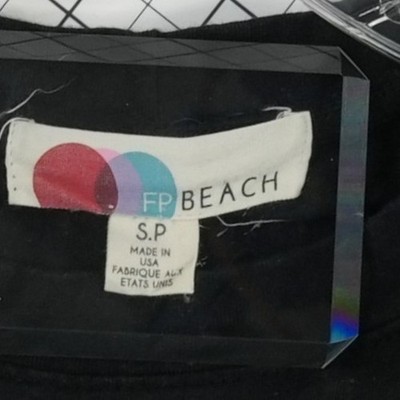 FP BEACH
S.P
MADE IN
USA
FABRIQUE AUX
ETATS UNIS